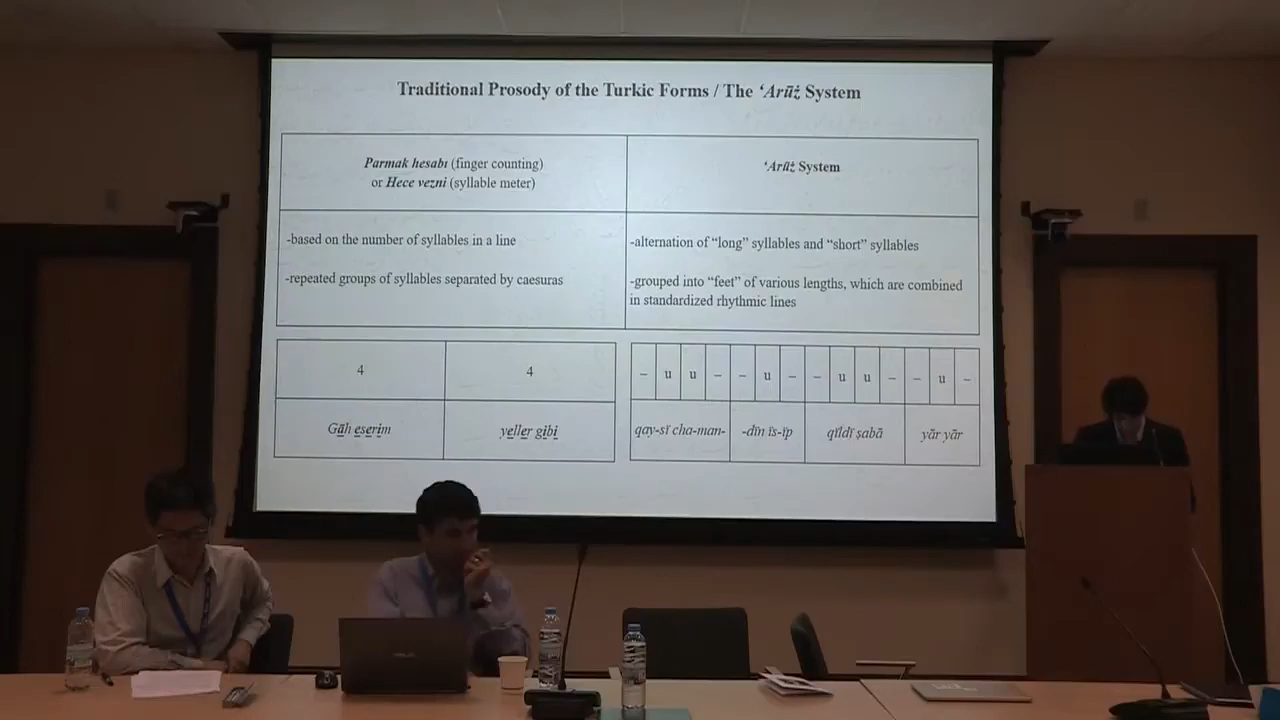 Traditional Prosody of the Turkic Forms / The ‘Arūż System
Parmak hesabı (finger counting)
or Hece vezni (syllable meter)
‘Arūż System
-based on the number of syllables in a line
-repeated groups of syllables separated by caesuras
-alternation of “long” syllables and “short” syllables
-grouped into “feet” of various lengths, which are combined
in standardized rhythmic lines
4 4
Gāh eserim yeller gibi
– u u – – u – – u u – – u –
qay-sï cha-man- -dïn ïs-ïp qïldï ṣabā yār yār
ASUS